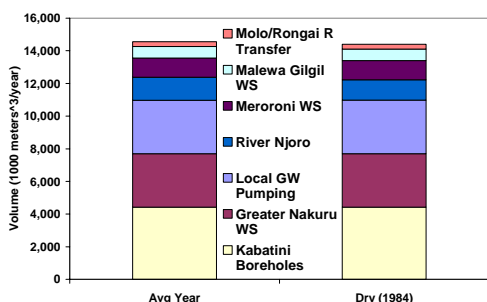 16,000
14,000
12,000
10,000
8,000
6,000
4,000
2,000
0
Volume (1000 meters^3/year)
Molo/Rongai R
Transfer
Malewa Gilgil
WS
Meroroni WS
River Njoro
Local GW
Pumping
Greater Nakuru
WS
Kabatini
Boreholes
Avg Year
Dry (1984)